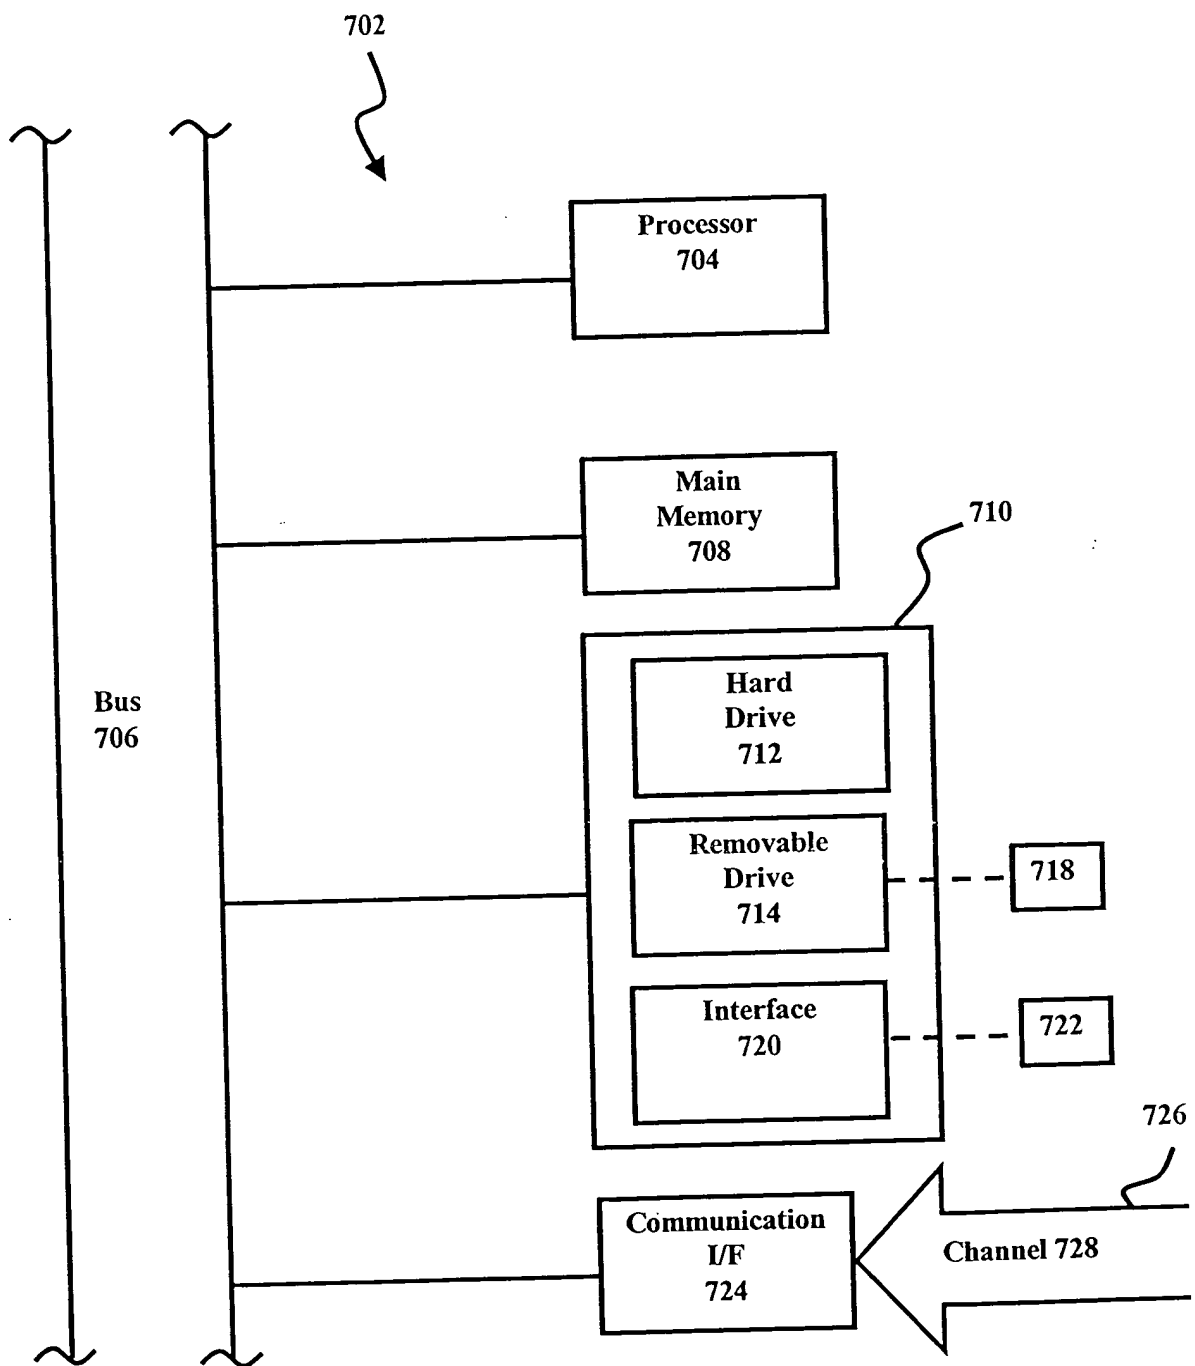 702
Processor
704
Main
Memory
708
710
Bus
706
Hard
Drive
712
Removable
Drive
714
718
Interface
720
722
726
Communication
I/F
724
Channel 728